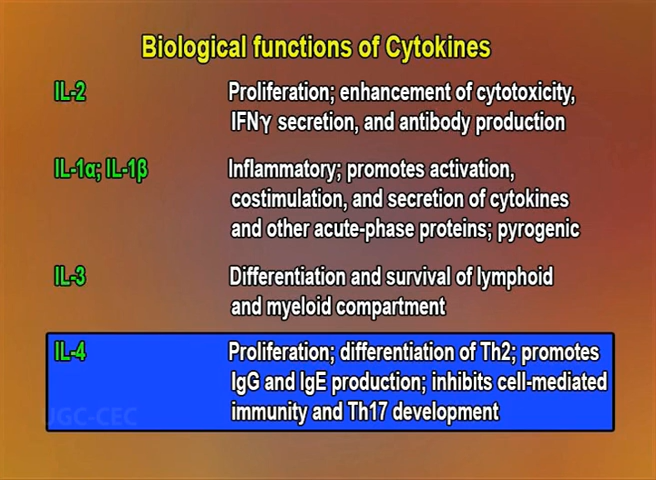 Biological functions of Cytokines
IL-2 Proliferation; enhancement of cytotoxicity,
IFNγ secretion, and antibody production
IL-1α; IL-1β Inflammatory; promotes activation,
costimulation, and secretion of cytokines
and other acute-phase proteins; pyrogenic
IL-3 Differentiation and survival of lymphoid
and myeloid compartment
IL-4 Proliferation; differentiation of Th2; promotes
IgG and IgE production; inhibits cell-mediated
immunity and Th17 development
UGC-CEC